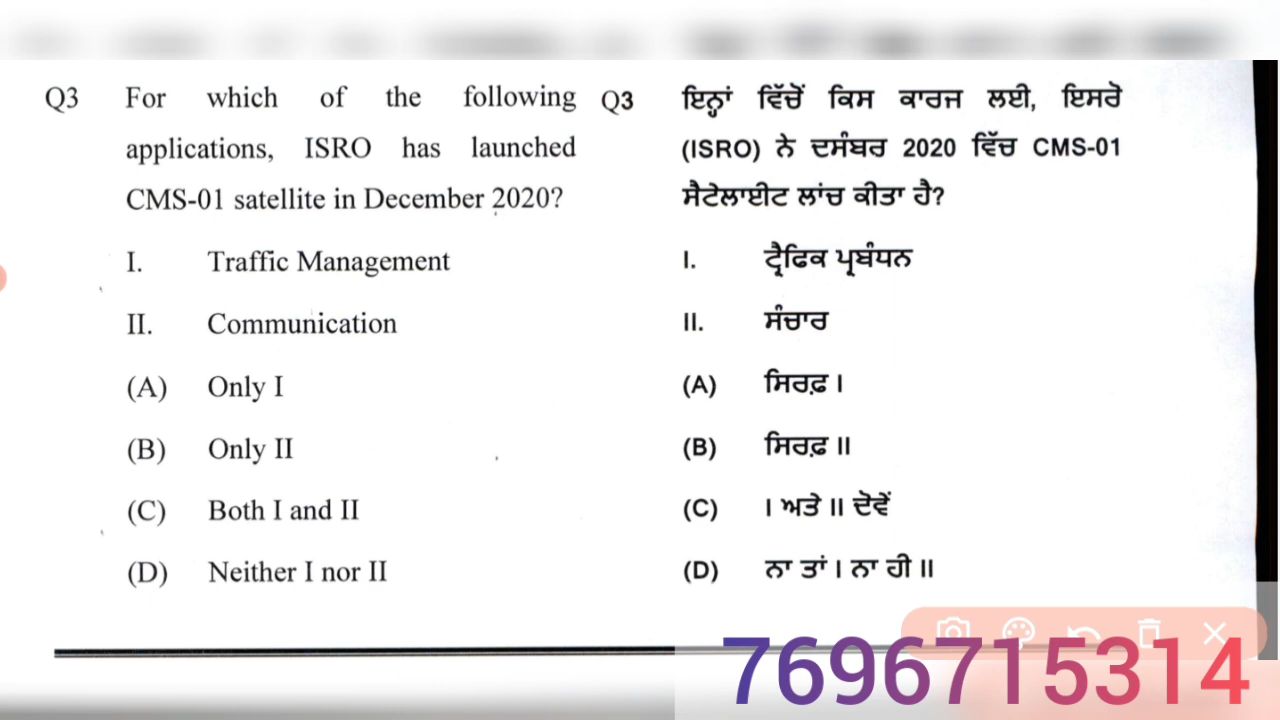 Q3 For which of the following
applications, ISRO has launched
CMS-01 satellite in December 2020?
I. Traffic Management
II. Communication
(A) Only I
(B) Only II
(C) Both I and II
(D) Neither I nor II
Q3 ਇਨ੍ਹਾਂ ਵਿੱਚੋਂ ਕਿਸ ਕਾਰਜ ਲਈ, ਇਸਰੋ
(ISRO) ਨੇ ਦਸੰਬਰ 2020 ਵਿੱਚ CMS-01
ਸੈਟੇਲਾਈਟ ਲਾਂਚ ਕੀਤਾ ਹੈ?
I. ਟ੍ਰੈਫਿਕ ਪ੍ਰਬੰਧਨ
II. ਸੰਚਾਰ
(A) ਸਿਰਫ਼ I
(B) ਸਿਰਫ਼ II
(C) I ਅਤੇ II ਦੋਵੇਂ
(D) ਨਾ ਤਾਂ I ਨਾ ਹੀ II
7696715314